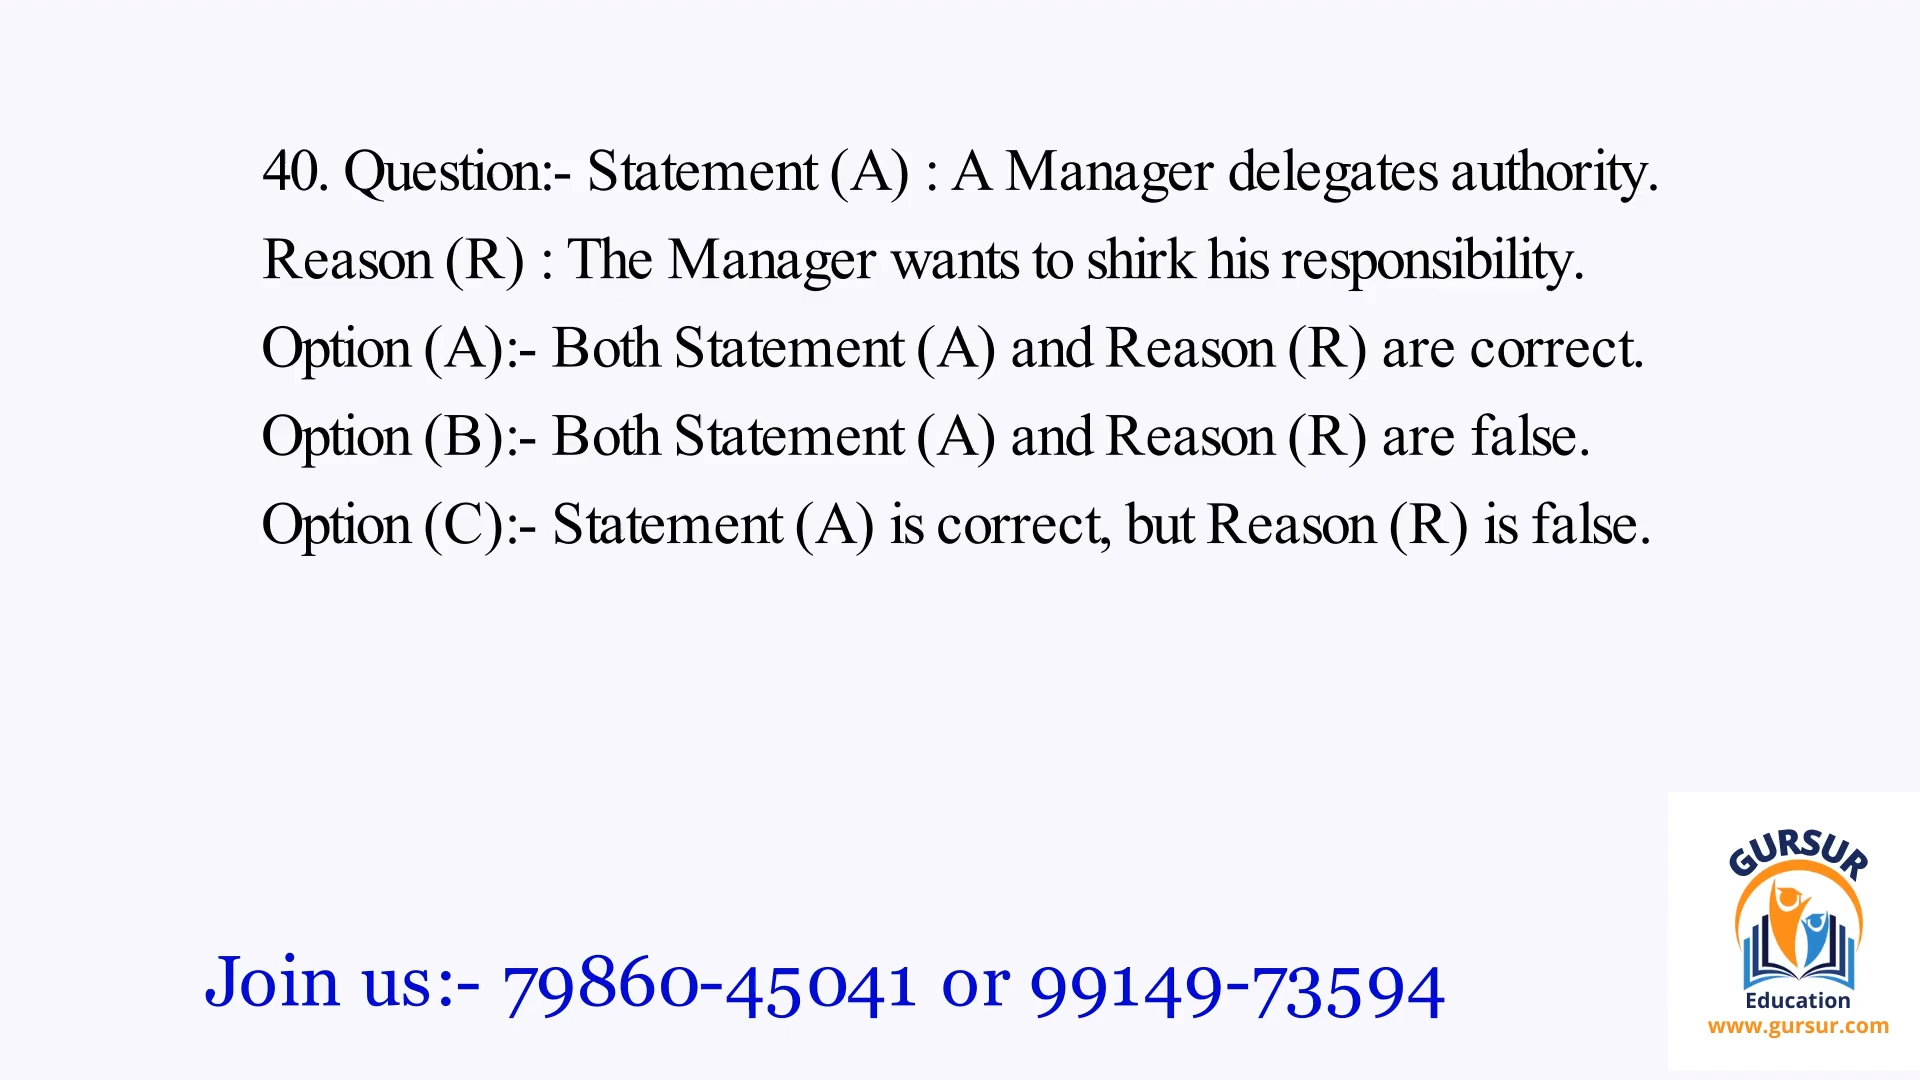 40. Question:- Statement (A) : A Manager delegates authority.
Reason (R) : The Manager wants to shirk his responsibility.
Option (A):- Both Statement (A) and Reason (R) are correct.
Option (B):- Both Statement (A) and Reason (R) are false.
Option (C):- Statement (A) is correct, but Reason (R) is false.
GURSUR
Education
www.gursur.com
Join us:- 79860-45041 or 99149-73594